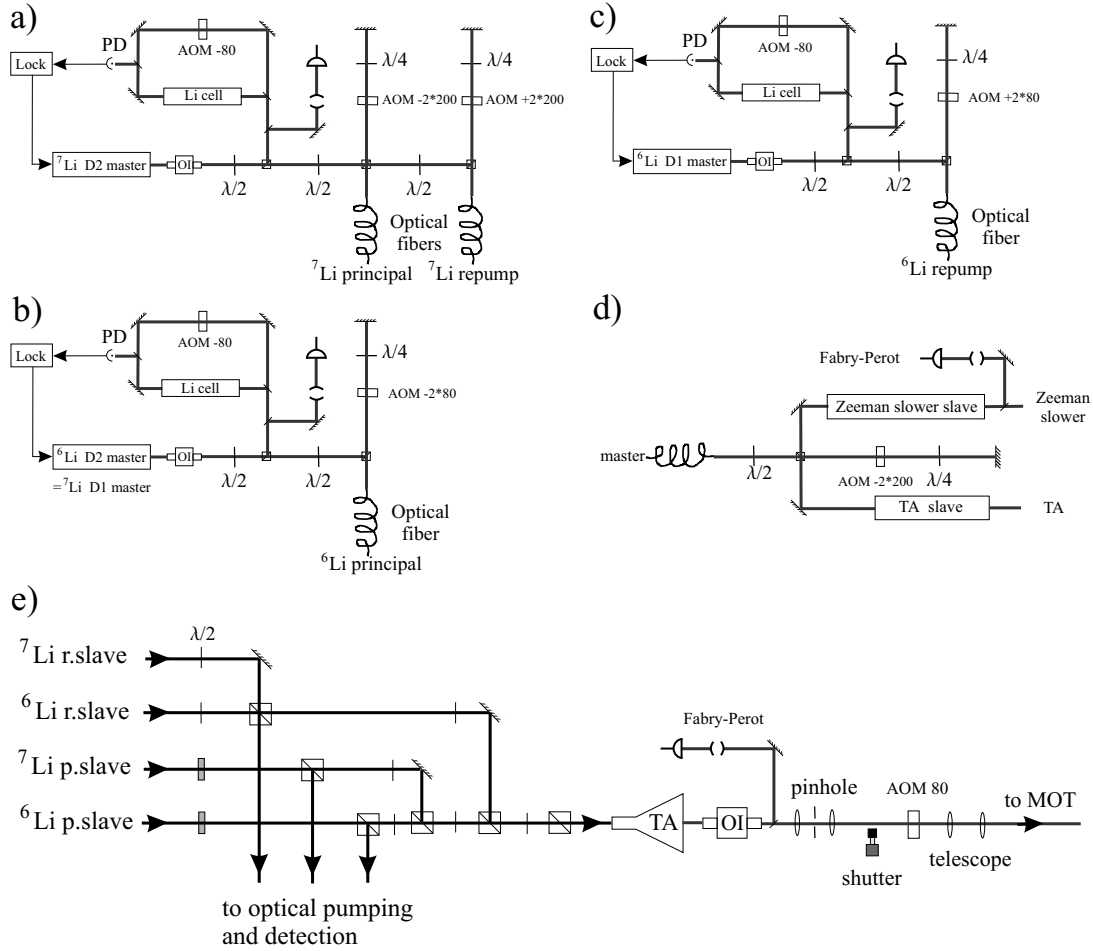 a)
PD
AOM -80
Lock
Li cell
λ/4
λ/4
AOM -2*200
AOM +2*200
⁷Li D2 master
OI
λ/2
λ/2
λ/2
Optical
fibers
⁷Li principal
⁷Li repump
c)
PD
AOM -80
Lock
Li cell
λ/4
AOM +2*80
⁶Li D1 master
OI
λ/2
λ/2
Optical
fiber
⁶Li repump
b)
PD
AOM -80
Lock
Li cell
λ/4
AOM -2*80
⁶Li D2 master
OI
=⁷Li D1 master
λ/2
λ/2
Optical
fiber
⁶Li principal
d)
Fabry-Perot
Zeeman slower slave
Zeeman
slower
master
λ/2
AOM -2*200
λ/4
TA slave
TA
e)
⁷Li r.slave
λ/2
⁶Li r.slave
⁷Li p.slave
⁶Li p.slave
to optical pumping
and detection
Fabry-Perot
TA
OI
pinhole
shutter
AOM 80
telescope
to MOT